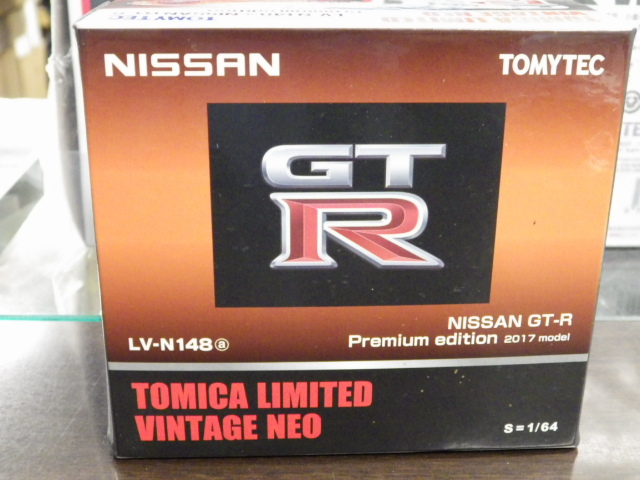 NISSAN
TOMYTEC
GT
R
NISSAN GT-R
LV-N148ⓐ
Premium edition 2017 model
TOMICA LIMITED
VINTAGE NEO
S=1/64